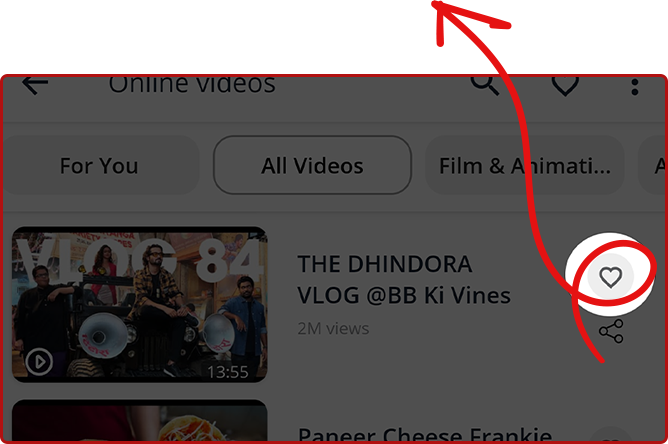 Online videos
For You
All Videos
Film & Animati...
A
VLOG 84
THE DHINDORA
VLOG @BB Ki Vines
2M views
13:55
Paneer Cheese Frankie